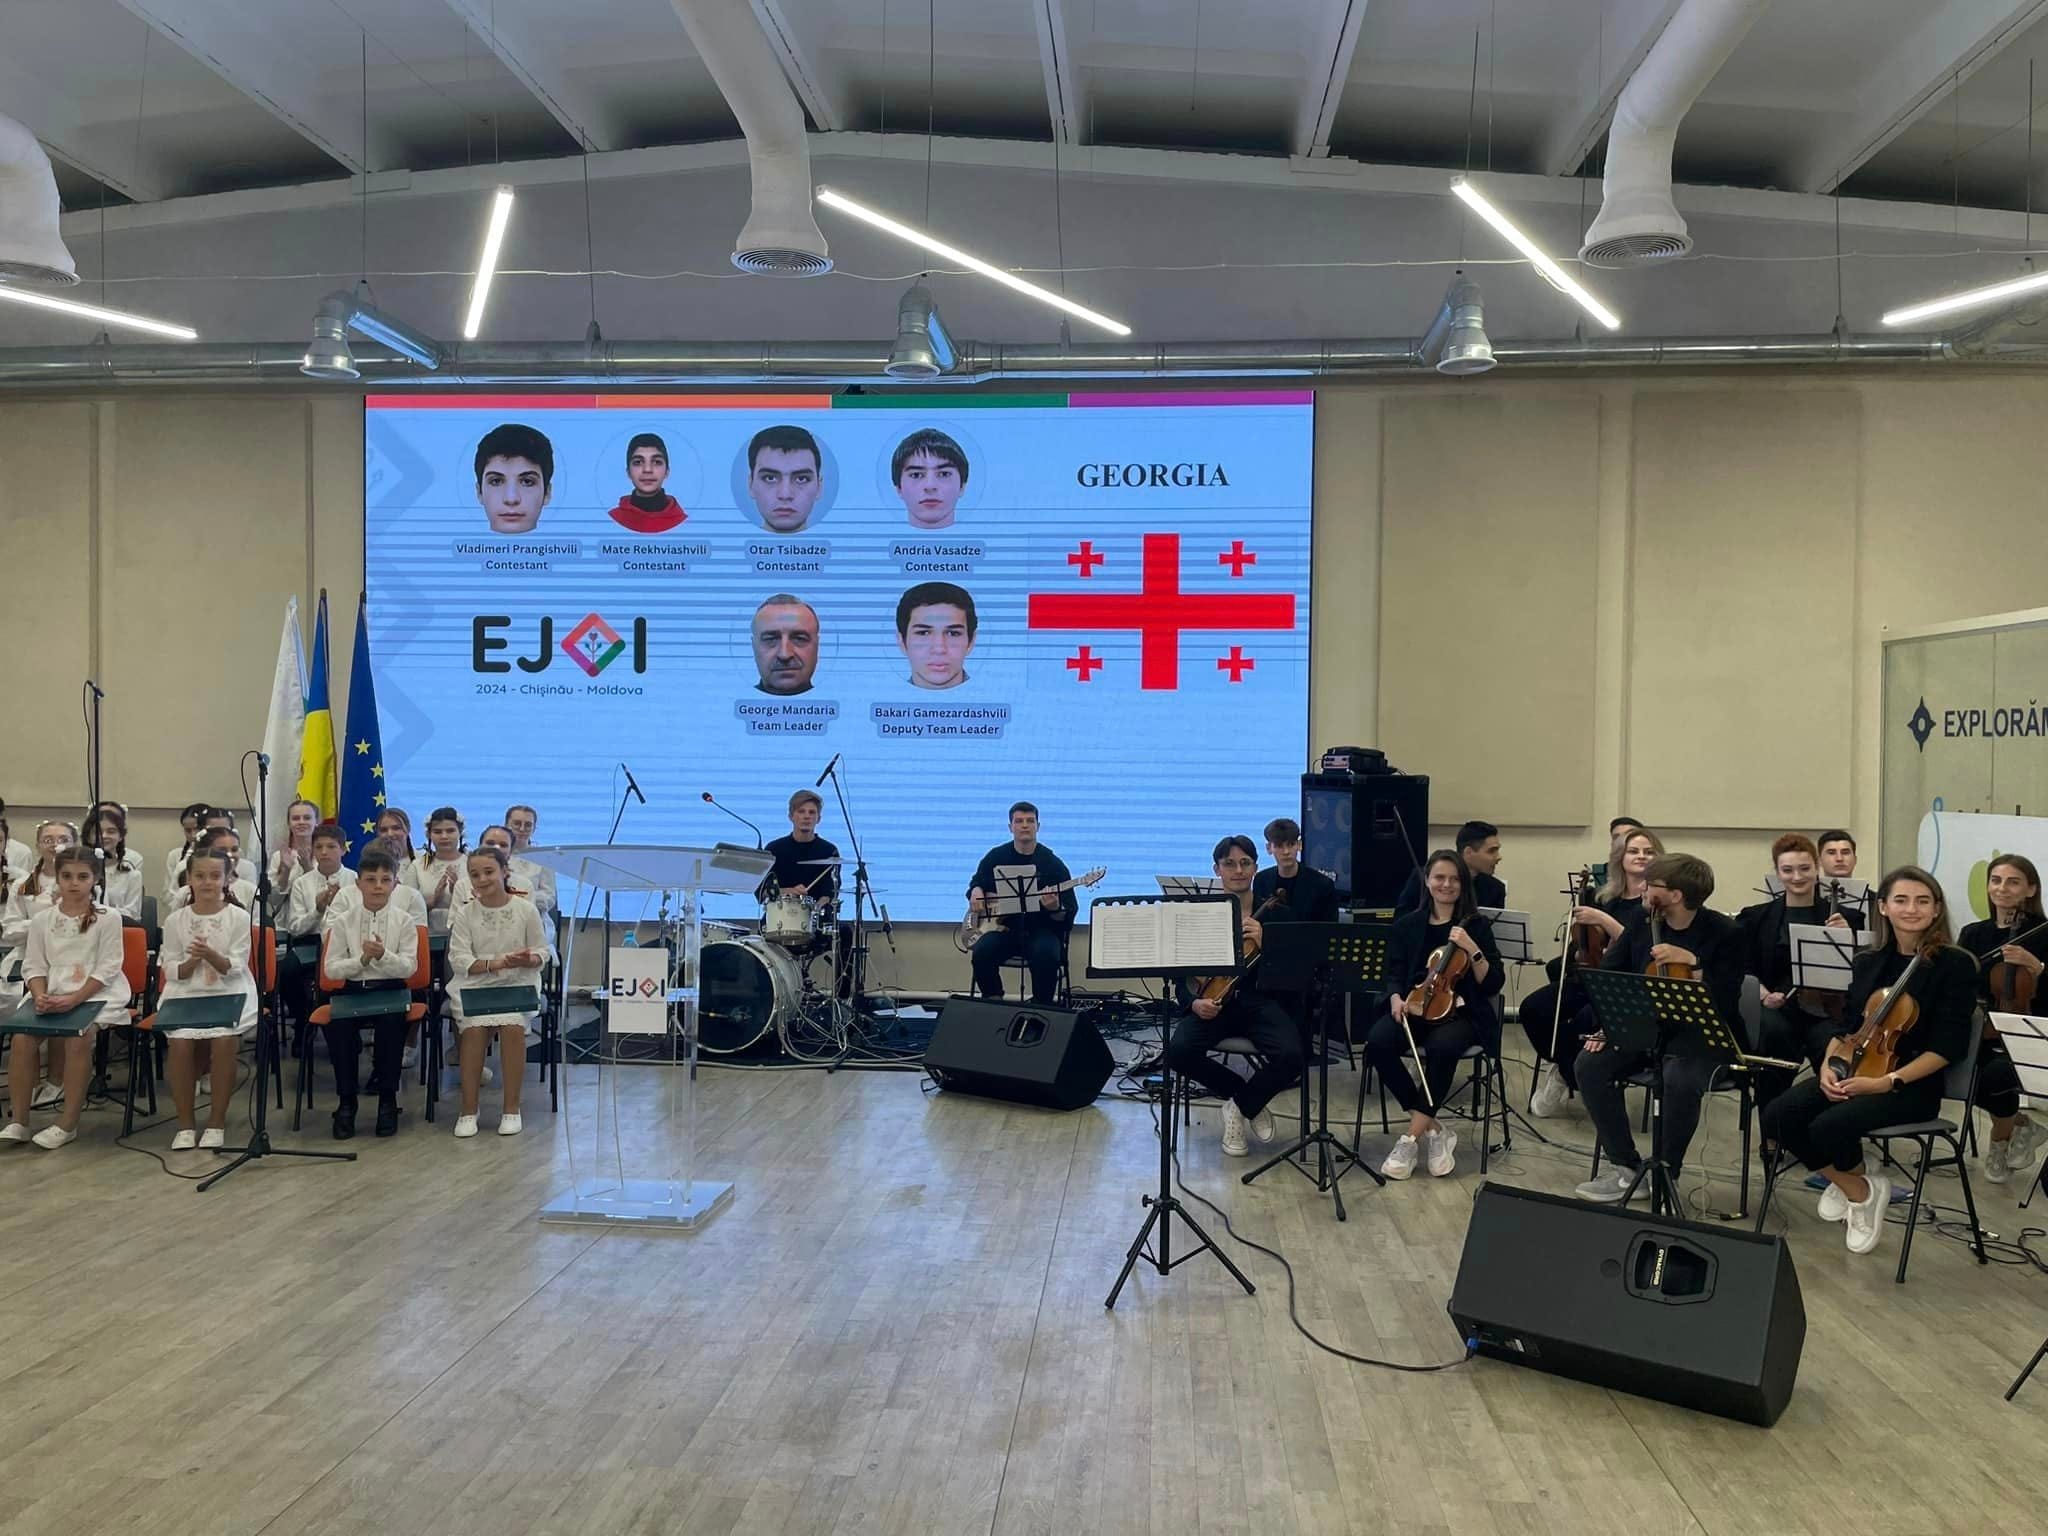 GEORGIA
Vladimeri Prangishvili
Contestant
Mate Rekhviashvili
Contestant
Otar Tsibadze
Contestant
Andria Vasadze
Contestant
EJOI
2024 - Chișinău - Moldova
George Mandaria
Team Leader
Bakari Gamezardashvili
Deputy Team Leader
EXPLORĂM
EJOI
DYNACORD